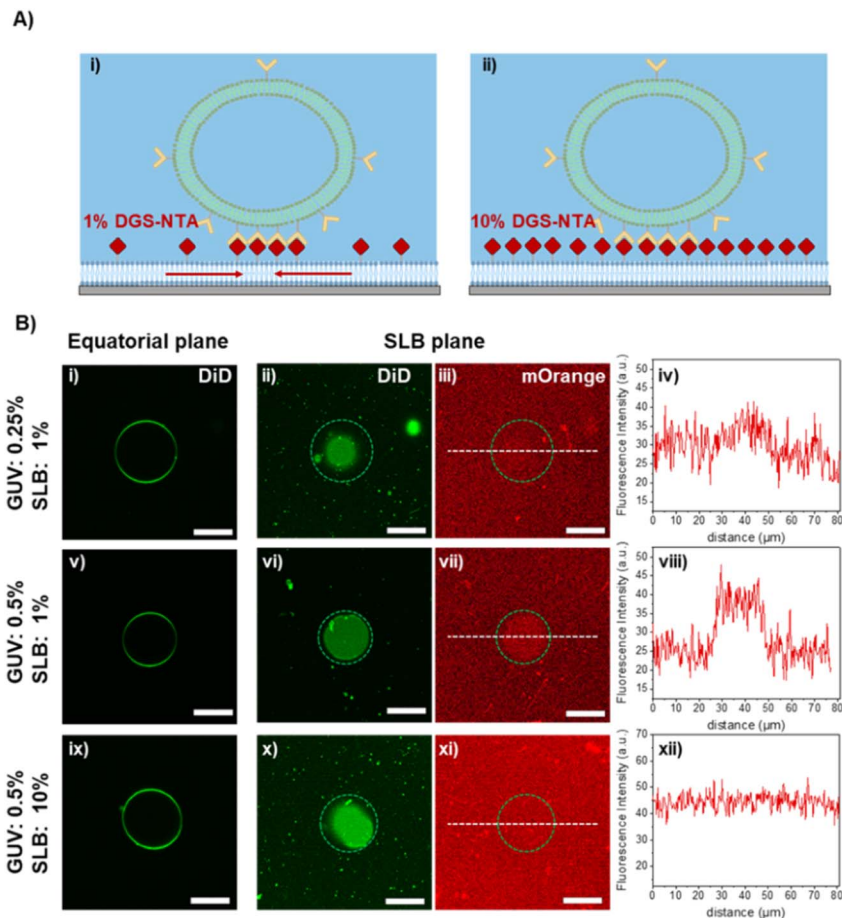 A)
i)
ii)
1% DGS-NTA
10% DGS-NTA
B)
Equatorial plane
SLB plane
GUV: 0.25%
SLB: 1%
i)
DiD
ii)
DiD
iii)
mOrange
iv)
Fluorescence Intensity (a.u.)
50
45
40
35
30
25
20
15
0 10 20 30 40 50 60 70 80
distance (µm)
GUV: 0.5%
SLB: 1%
v)
vi)
vii)
viii)
Fluorescence Intensity (a.u.)
50
45
40
35
30
25
20
15
0 10 20 30 40 50 60 70 80
distance (µm)
GUV: 0.5%
SLB: 10%
ix)
x)
xi)
xii)
Fluorescence Intensity (a.u.)
70
60
50
40
30
20
0 10 20 30 40 50 60 70 80
distance (µm)